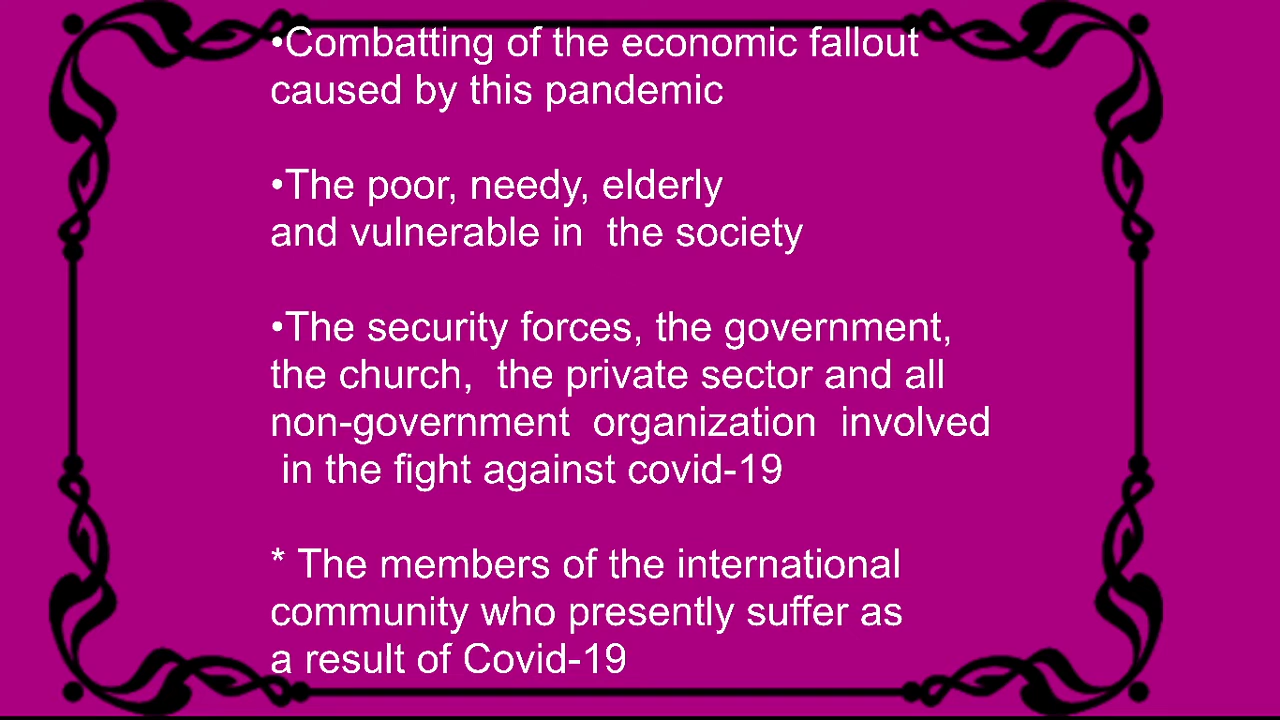 •Combatting of the economic fallout
caused by this pandemic
•The poor, needy, elderly
and vulnerable in  the society
•The security forces, the government,
the church,  the private sector and all
non-government  organization  involved
in the fight against covid-19
* The members of the international
community who presently suffer as
a result of Covid-19